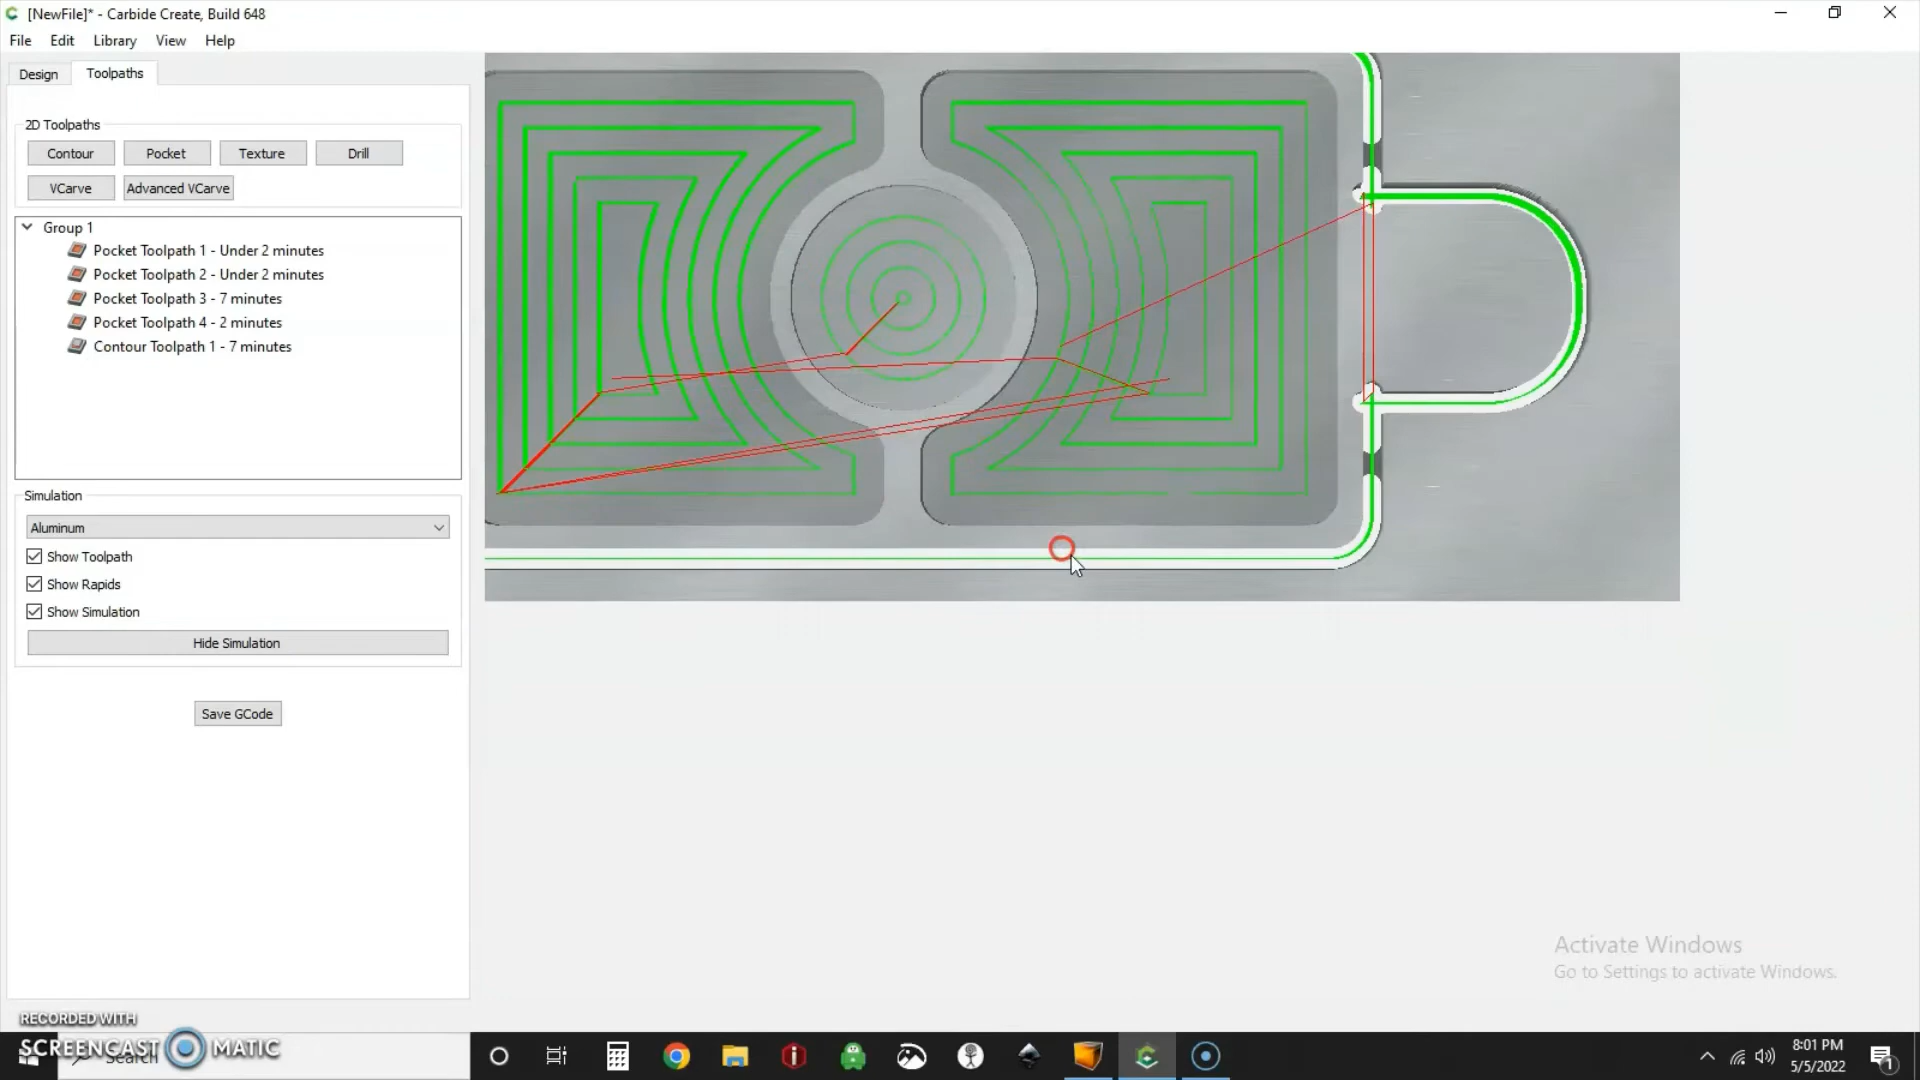 [NewFile]* - Carbide Create, Build 648
File Edit Library View Help
Design Toolpaths
2D Toolpaths
Contour Pocket Texture Drill
VCarve Advanced VCarve
Group 1
Pocket Toolpath 1 - Under 2 minutes
Pocket Toolpath 2 - Under 2 minutes
Pocket Toolpath 3 - 7 minutes
Pocket Toolpath 4 - 2 minutes
Contour Toolpath 1 - 7 minutes
Simulation
Aluminum
Show Toolpath
Show Rapids
Show Simulation
Hide Simulation
Save GCode
Activate Windows
Go to Settings to activate Windows.
RECORDED WITH
SCREENCAST MATIC
Search
8:01 PM
5/5/2022
1